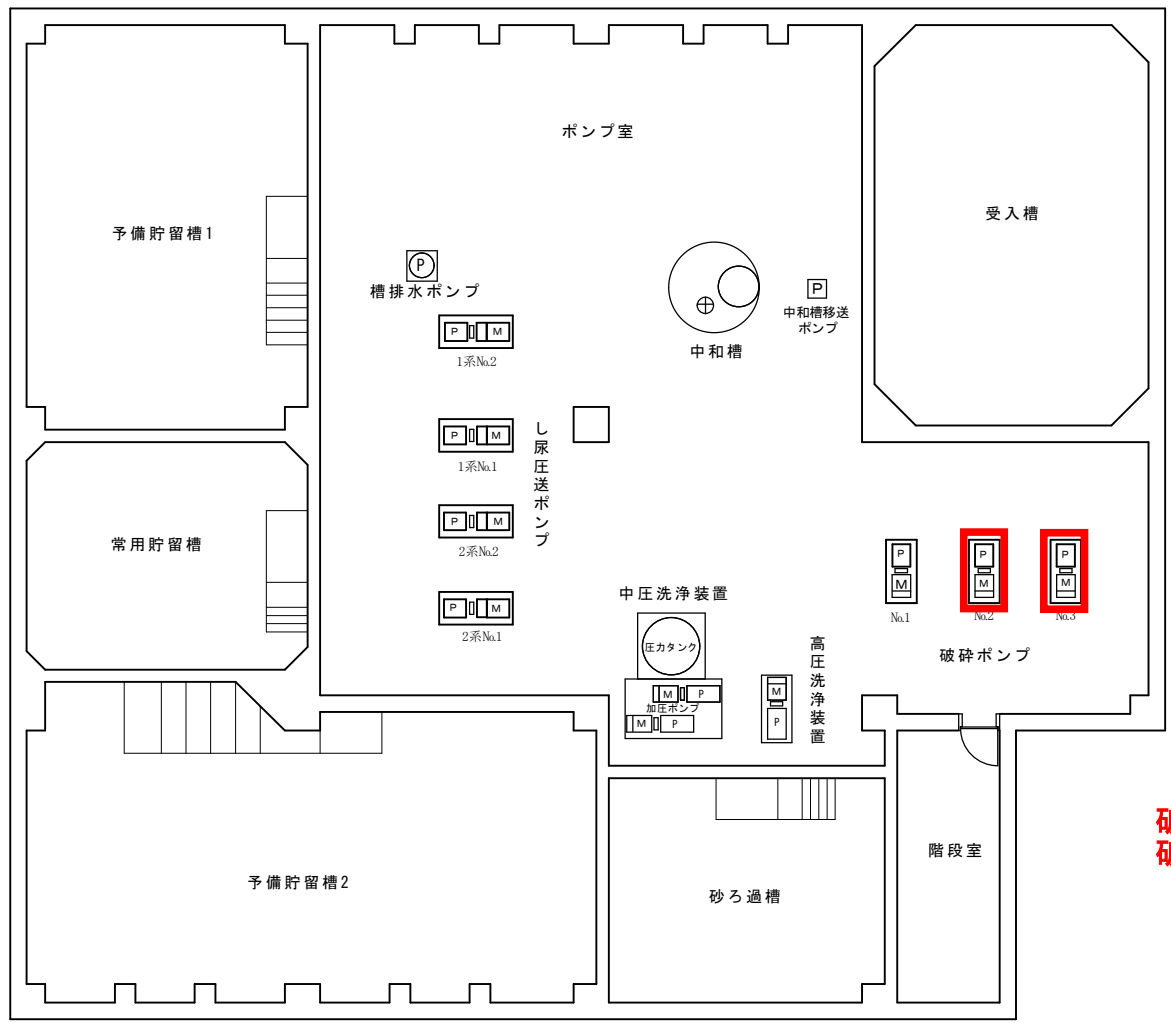 ポンプ室
受入槽
予備貯留槽1
P
槽排水ポンプ
P
中和槽移送
ポンプ
中和槽
P M
1系№2
P M
1系№1
し尿圧送ポンプ
P M
2系№2
P M
2系№1
常用貯留槽
P
M
No.1
P
M
№2
P
M
№3
破砕ポンプ
中圧洗浄装置
圧力タンク
M P
加圧ポンプ
M P
M
P
高圧洗浄装置
予備貯留槽2
砂ろ過槽
階段室